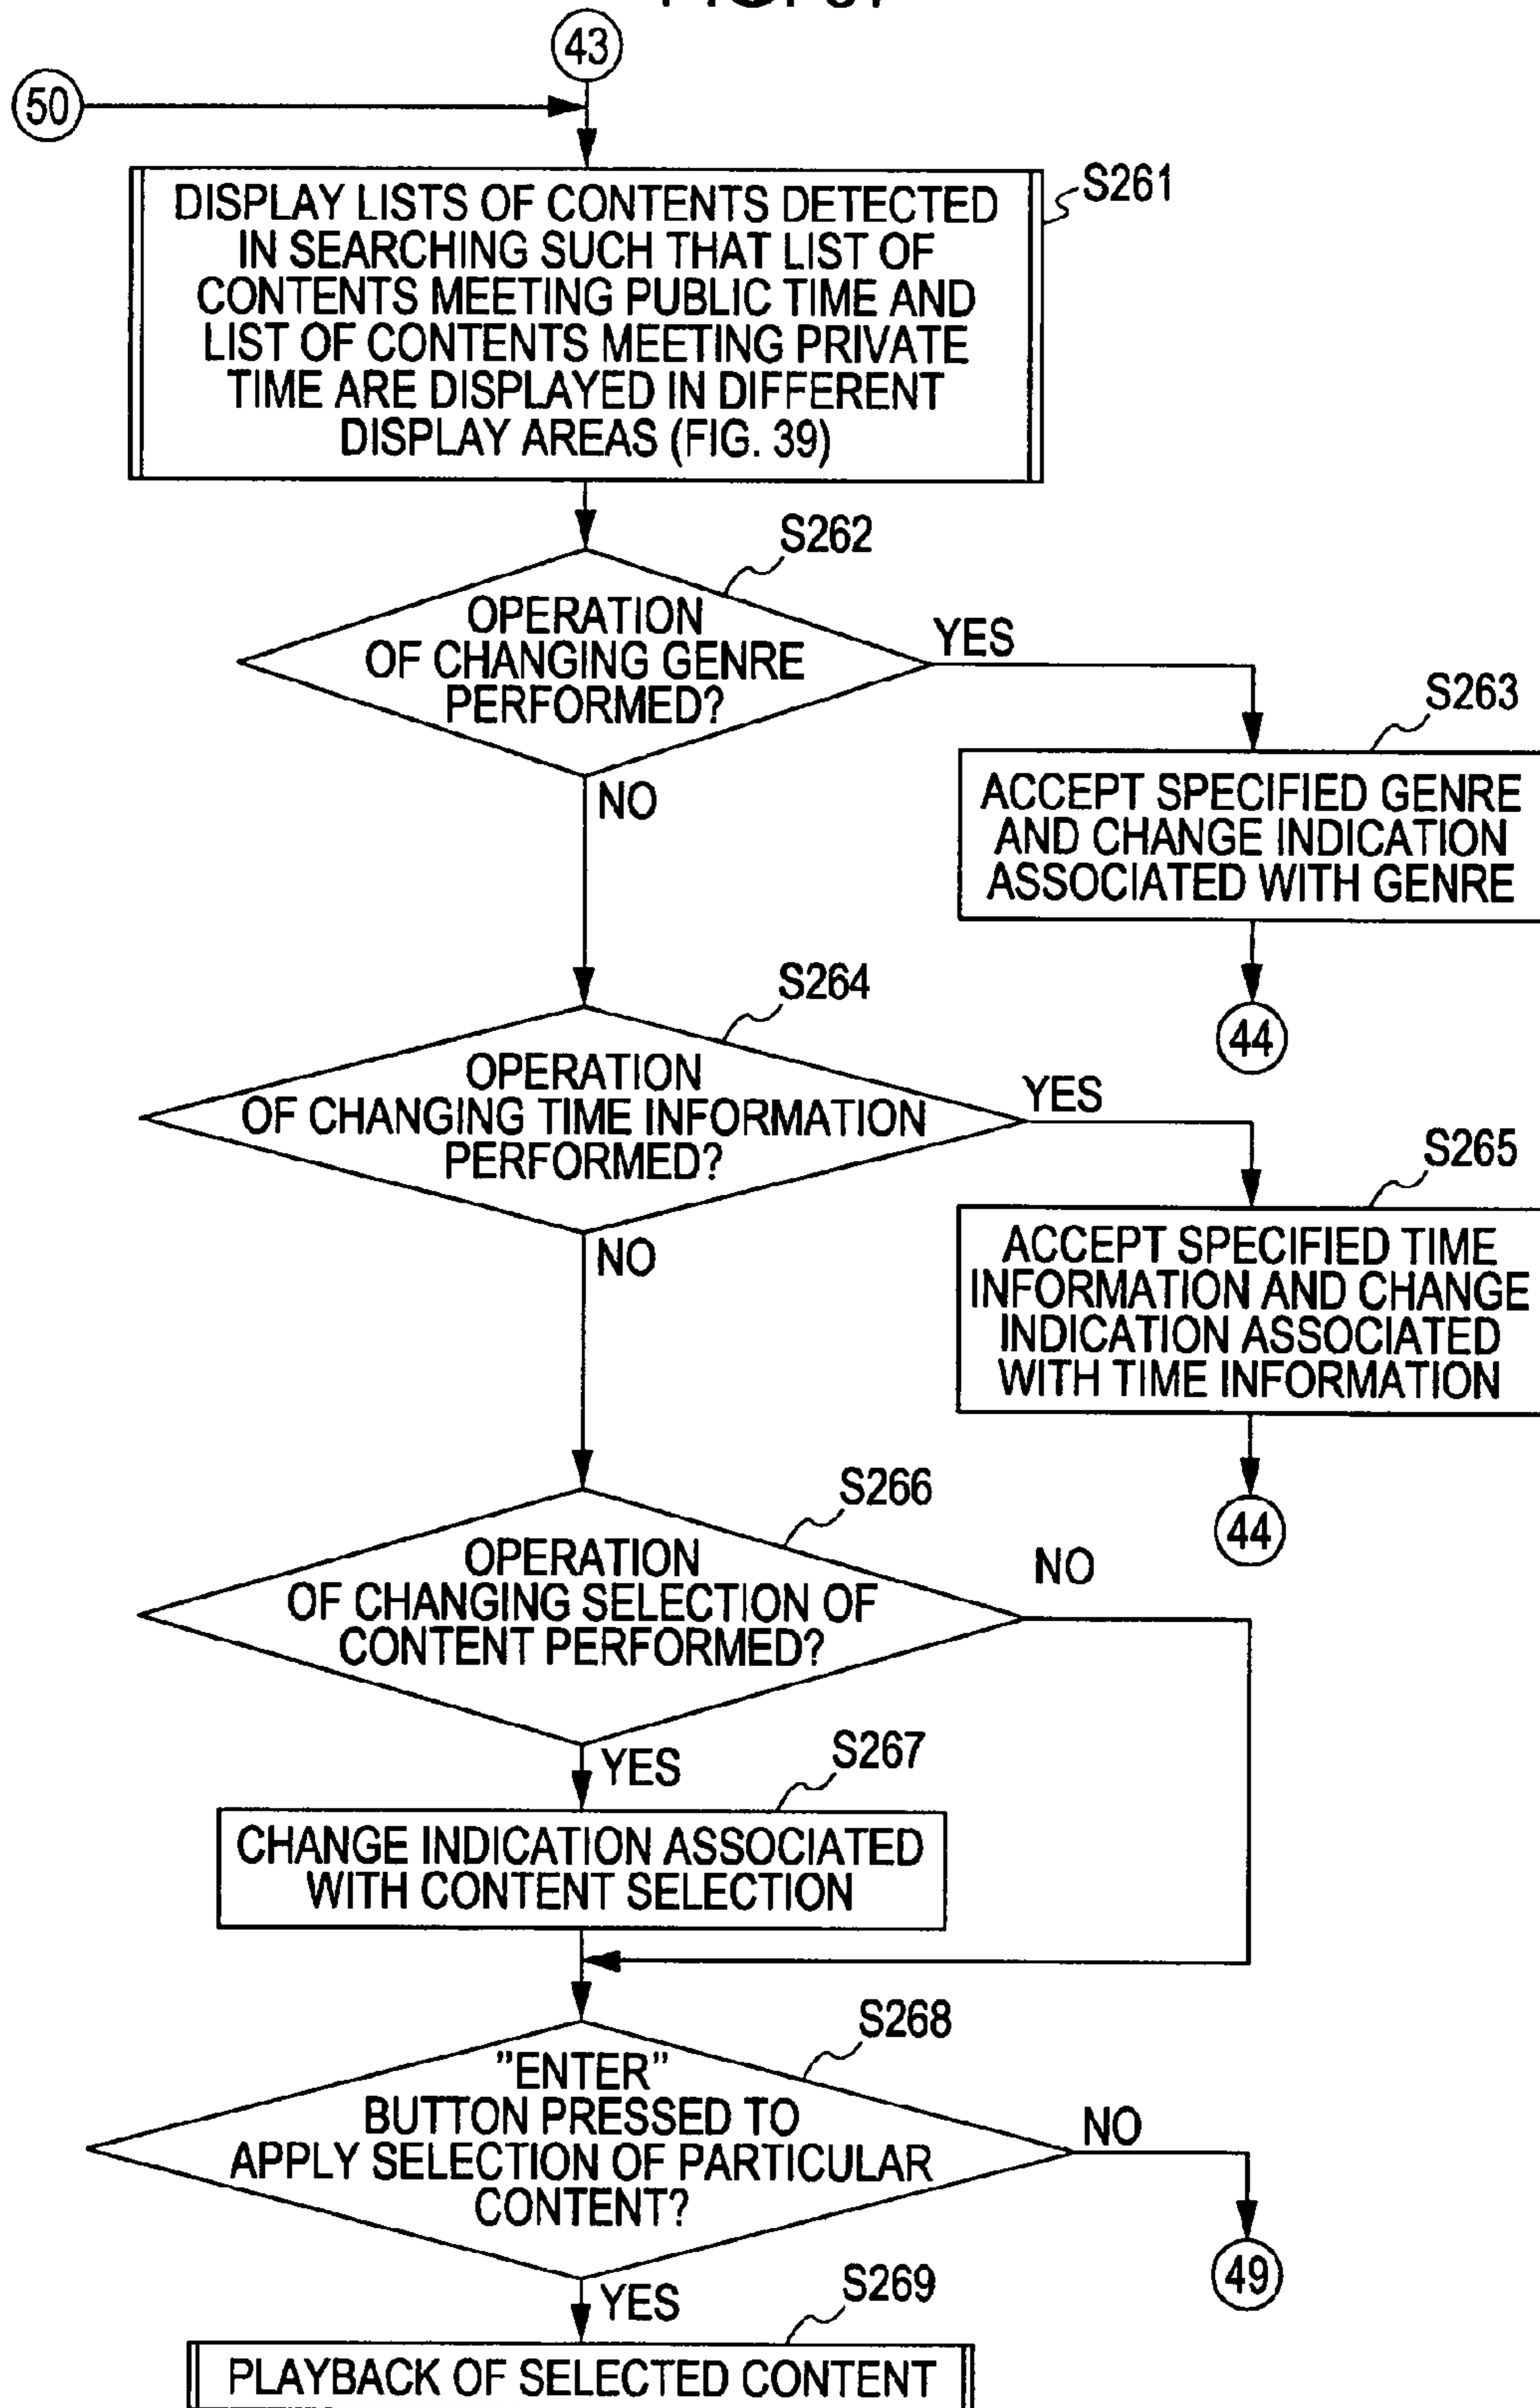 43
50
DISPLAY LISTS OF CONTENTS DETECTED
IN SEARCHING SUCH THAT LIST OF
CONTENTS MEETING PUBLIC TIME AND
LIST OF CONTENTS MEETING PRIVATE
TIME ARE DISPLAYED IN DIFFERENT
DISPLAY AREAS (FIG. 39)
S261
S262
OPERATION
OF CHANGING GENRE
PERFORMED?
YES
NO
S263
ACCEPT SPECIFIED GENRE
AND CHANGE INDICATION
ASSOCIATED WITH GENRE
44
S264
OPERATION
OF CHANGING TIME INFORMATION
PERFORMED?
YES
NO
S265
ACCEPT SPECIFIED TIME
INFORMATION AND CHANGE
INDICATION ASSOCIATED
WITH TIME INFORMATION
44
S266
OPERATION
OF CHANGING SELECTION OF
CONTENT PERFORMED?
NO
YES
S267
CHANGE INDICATION ASSOCIATED
WITH CONTENT SELECTION
S268
"ENTER"
BUTTON PRESSED TO
APPLY SELECTION OF PARTICULAR
CONTENT?
NO
49
YES
S269
PLAYBACK OF SELECTED CONTENT